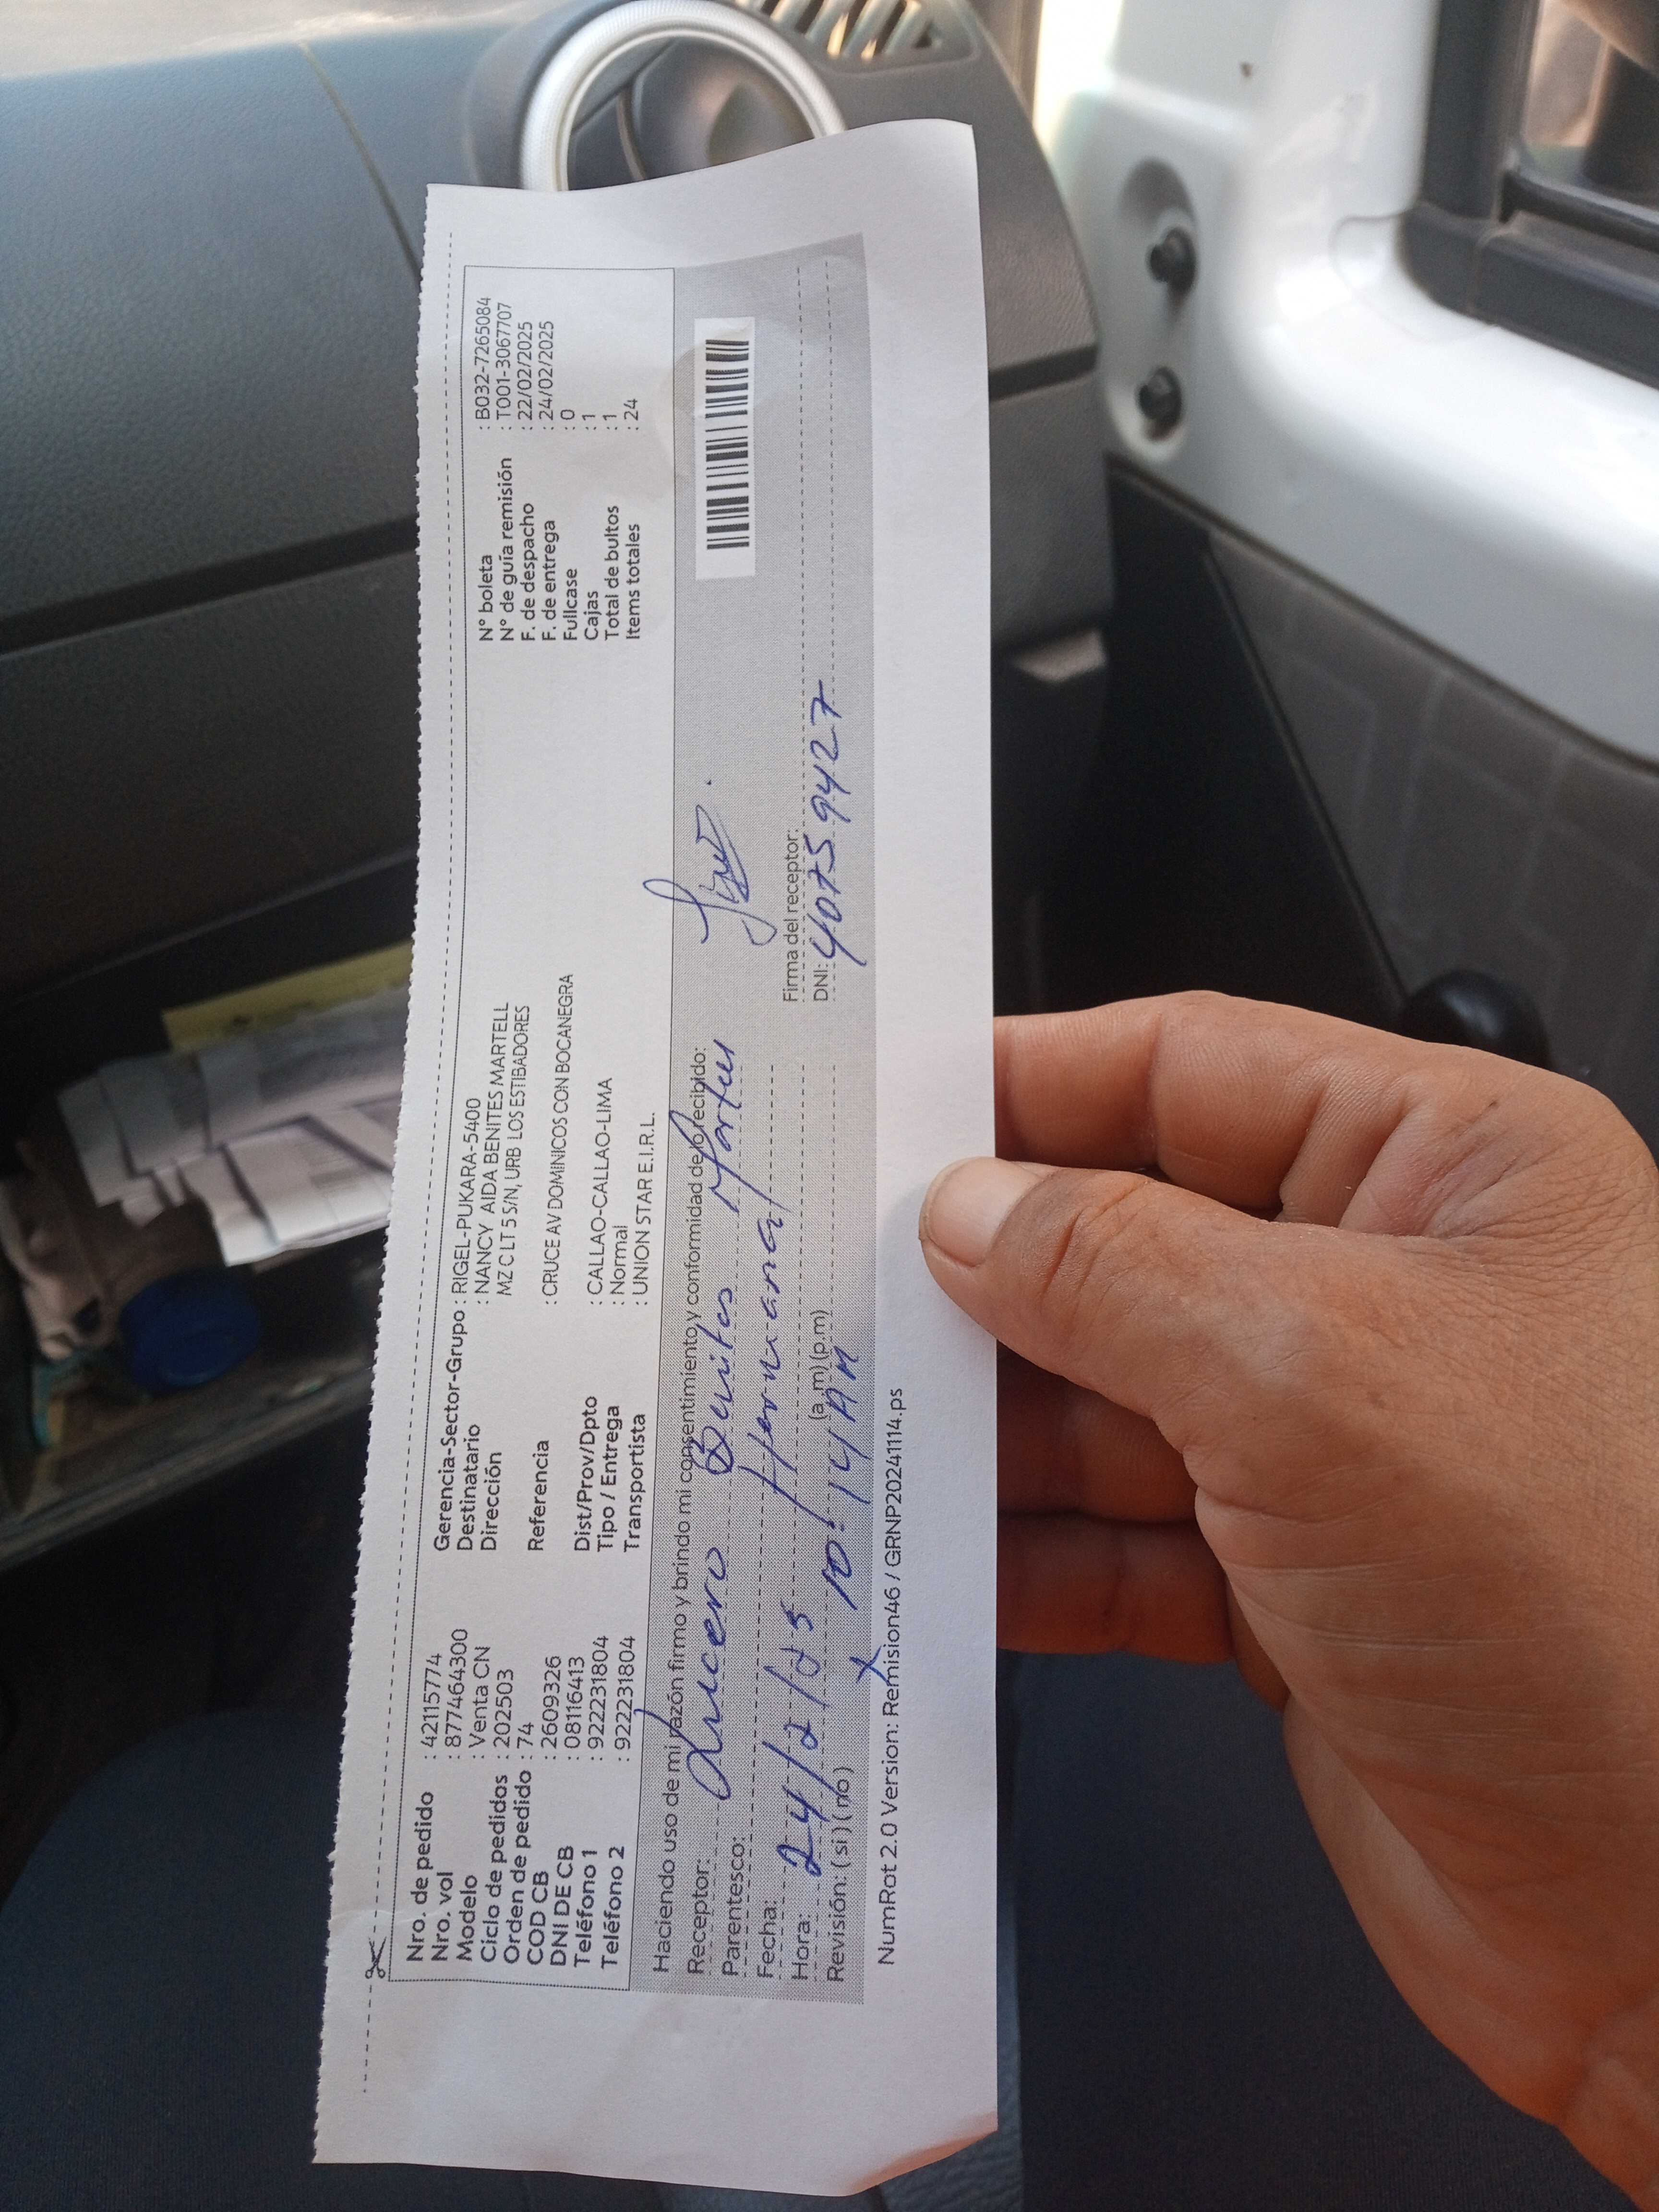 Nro. de pedido : 42115774
Nro. vol : 877464300
Modelo : Venta CN
Ciclo de pedidos : 202503
Orden de pedido : 74
COD CB : 2609326
DNI DE CB : 08116413
Teléfono 1 : 922231804
Teléfono 2 : 922231804
Gerencia-Sector-Grupo : RIGEL-PUKARA-5400
Destinatario : NANCY AIDA BENITES MARTELL
Dirección MZ C LT 5 S/N, URB LOS ESTIBADORES
Referencia : CRUCE AV DOMINICOS CON BOCANEGRA
Dist/Prov/Dpto : CALLAO-CALLAO-LIMA
Tipo / Entrega : Normal
Transportista : UNION STAR E.I.R.L.
N° boleta : B032-7265084
N° de guía remisión : T001-3067707
F. de despacho : 22/02/2025
F. de entrega : 24/02/2025
Fullcase : 0
Cajas : 1
Total de bultos : 1
Items totales : 24
Haciendo uso de mi razón firmo y brindo mi consentimiento y conformidad de lo recibido:
Receptor: Lucero Benites
Parentesco: Hermana
Fecha: 24/2/25
Hora: 10:14 AM (a.m) (p.m)
Revisión: ( si ) ( no ) X
Firma del receptor:
DNI: 40759427
NumRot 2.0 Version: Remision46 / GRNP20241114.ps